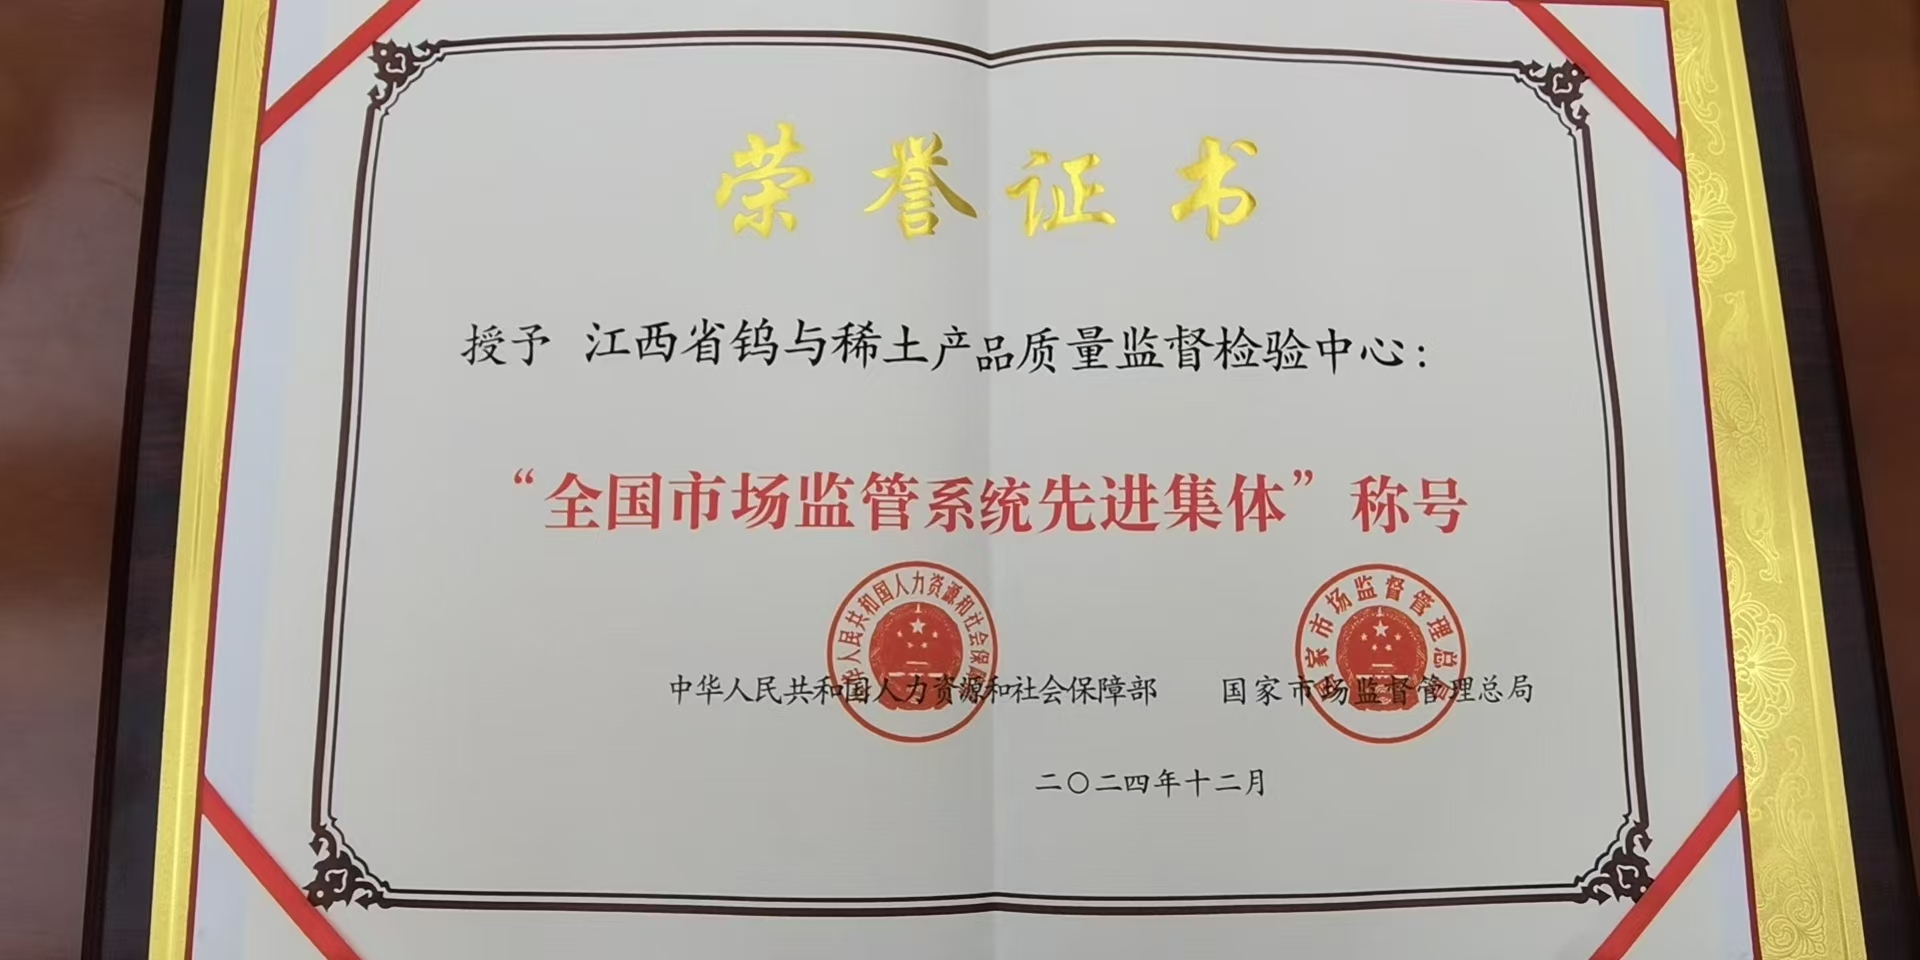 荣誉证书
授予 江西省钨与稀土产品质量监督检验中心：
“全国市场监管系统先进集体”称号
中华人民共和国人力资源和社会保障部 国家市场监督管理总局
二〇二四年十二月